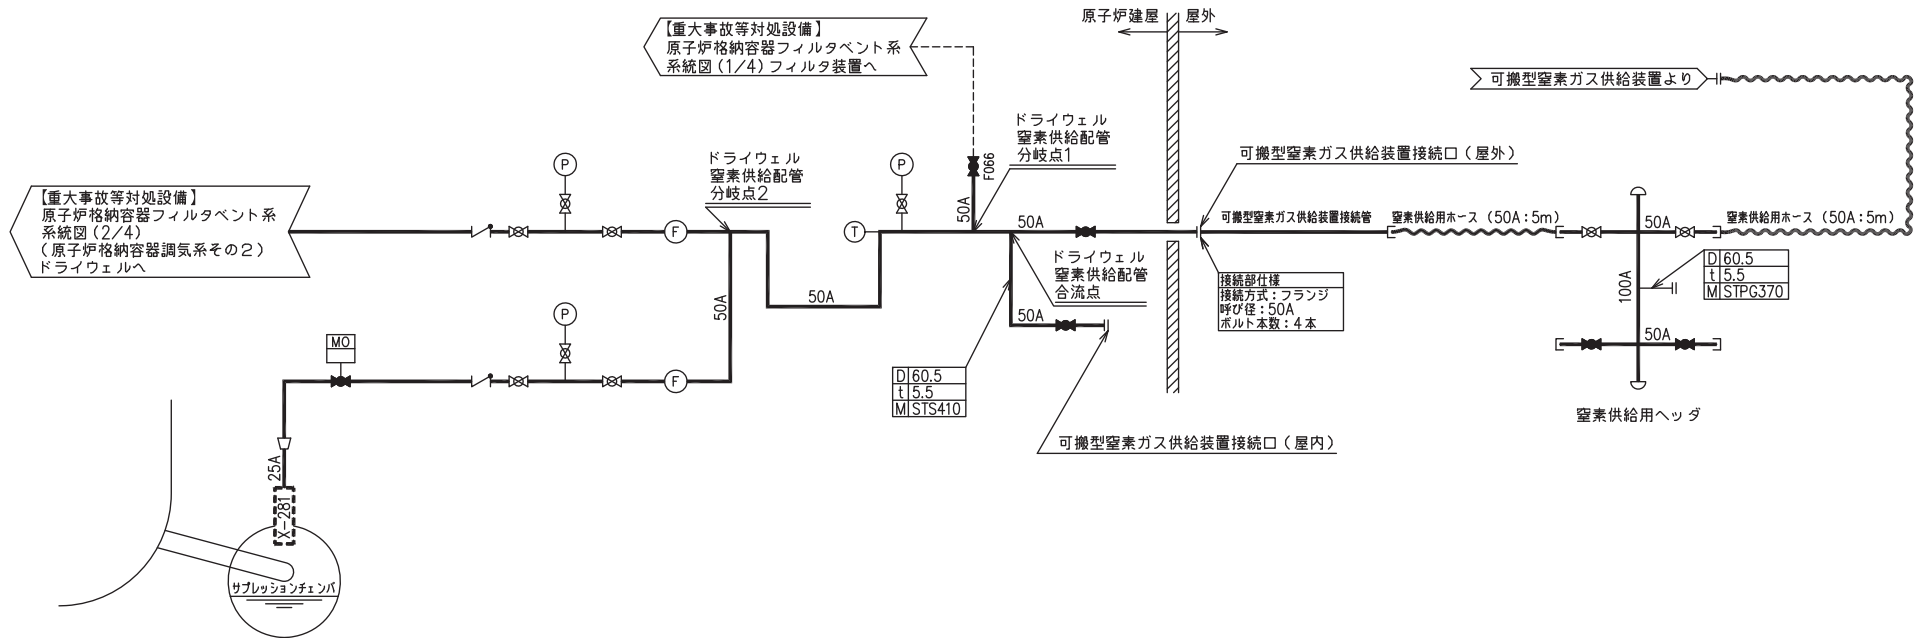 【重大事故等対処設備】
原子炉格納容器フィルタベント系
系統図(1/4)フィルタ装置へ
原子炉建屋
屋外
可搬型窒素ガス供給装置より
ドライウェル
窒素供給配管
分岐点1
P
P
F066
50A
ドライウェル
窒素供給配管
分岐点2
可搬型窒素ガス供給装置接続口(屋外)
【重大事故等対処設備】
原子炉格納容器フィルタベント系
系統図(2/4)
(原子炉格納容器調気系その2)
ドライウェルへ
F
T
50A
可搬型窒素ガス供給装置接続管
窒素供給用ホース(50A:5m)
50A
窒素供給用ホース(50A:5m)
ドライウェル
窒素供給配管
合流点
D 60.5
t 5.5
M STPG370
100A
接続部仕様
接続方式:フランジ
呼び径:50A
ボルト本数:4本
50A
50A
50A
P
50A
MO
F
D 60.5
t 5.5
M STS410
可搬型窒素ガス供給装置接続口(屋内)
窒素供給用ヘッダ
25A
X-281
サプレッションチェンバ